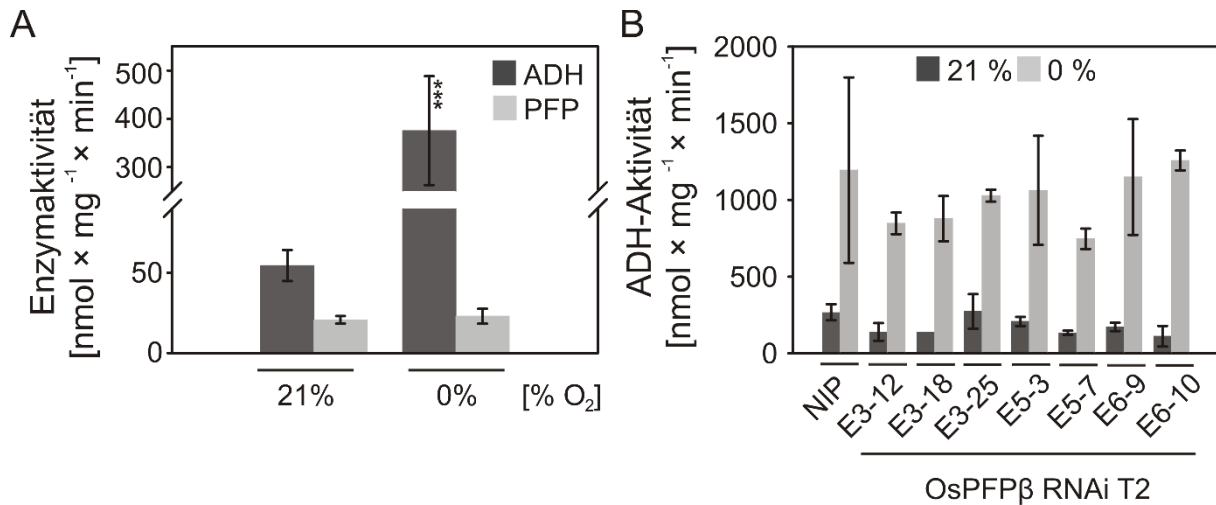 A
Enzymaktivität
[nmol × mg⁻¹ × min⁻¹]
500
400
300
50
0
ADH
PFP
***
21%
0%
[% O₂]
B
ADH-Aktivität
[nmol × mg⁻¹ × min⁻¹]
2000
1500
1000
500
0
21 %
0 %
NIP
E3-12
E3-18
E3-25
E5-3
E5-7
E6-9
E6-10
OsPFPβ RNAi T2